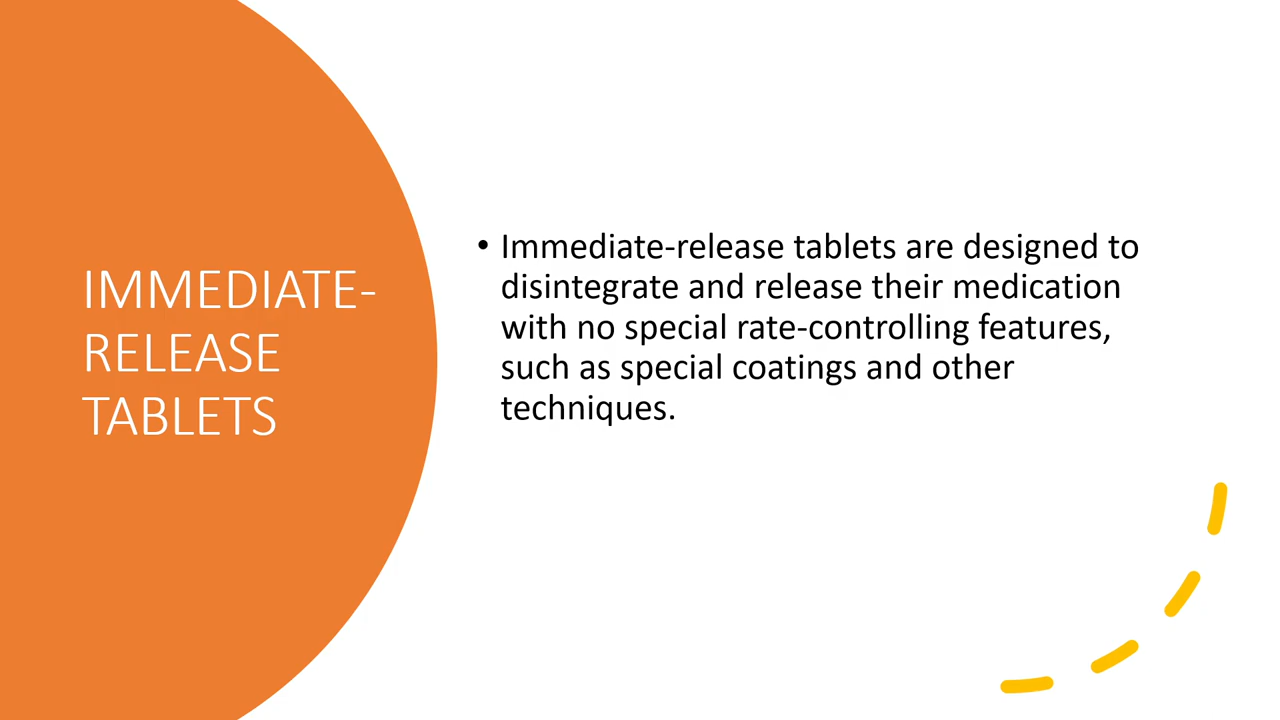 IMMEDIATE-
RELEASE
TABLETS
• Immediate-release tablets are designed to
disintegrate and release their medication
with no special rate-controlling features,
such as special coatings and other
techniques.